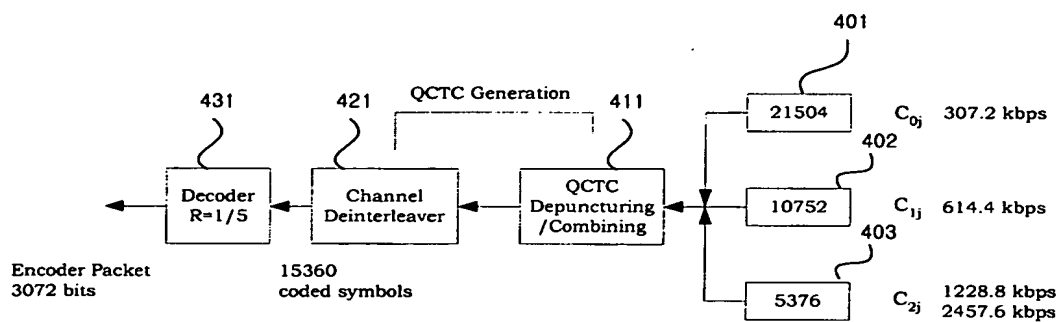 401
431
421
QCTC Generation
411
21504
C0j
307.2 kbps
402
Decoder
R=1/5
Channel
Deinterleaver
QCTC
Depuncturing
/Combining
10752
C1j
614.4 kbps
403
Encoder Packet
3072 bits
15360
coded symbols
5376
C2j
1228.8 kbps
2457.6 kbps